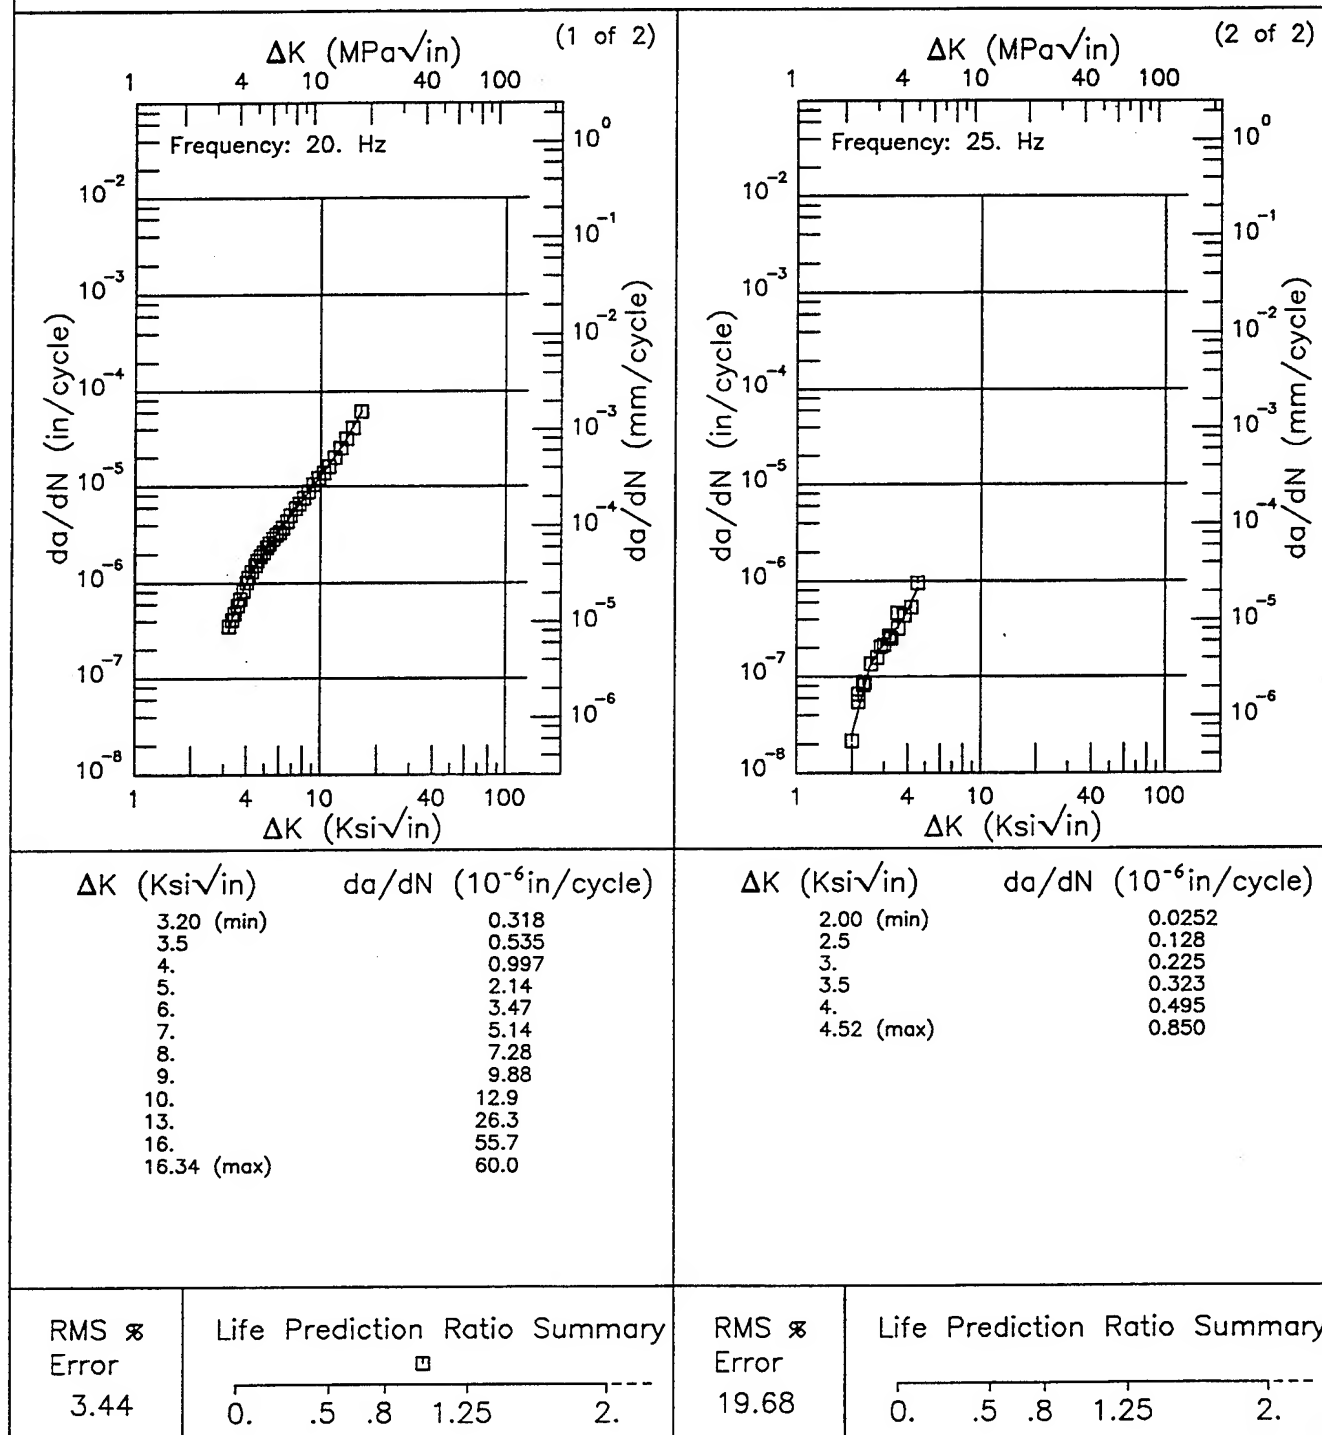 (1 of 2)
ΔK (MPa√in)
1 4 10 40 100
Frequency: 20. Hz
da/dN (in/cycle)
10⁻²
10⁻³
10⁻⁴
10⁻⁵
10⁻⁶
10⁻⁷
10⁻⁸
10⁰
10⁻¹
10⁻²
10⁻³
10⁻⁴
10⁻⁵
10⁻⁶
da/dN (mm/cycle)
1 4 10 40 100
ΔK (Ksi√in)
ΔK (Ksi√in) da/dN (10⁻⁶in/cycle)
3.20 (min) 0.318
3.5 0.535
4. 0.997
5. 2.14
6. 3.47
7. 5.14
8. 7.28
9. 9.88
10. 12.9
13. 26.3
16. 55.7
16.34 (max) 60.0
RMS %
Error
3.44
Life Prediction Ratio Summary
0. .5 .8 1.25 2.
(2 of 2)
ΔK (MPa√in)
1 4 10 40 100
Frequency: 25. Hz
da/dN (in/cycle)
10⁻²
10⁻³
10⁻⁴
10⁻⁵
10⁻⁶
10⁻⁷
10⁻⁸
10⁰
10⁻¹
10⁻²
10⁻³
10⁻⁴
10⁻⁵
10⁻⁶
da/dN (mm/cycle)
1 4 10 40 100
ΔK (Ksi√in)
ΔK (Ksi√in) da/dN (10⁻⁶in/cycle)
2.00 (min) 0.0252
2.5 0.128
3. 0.225
3.5 0.323
4. 0.495
4.52 (max) 0.850
RMS %
Error
19.68
Life Prediction Ratio Summary
0. .5 .8 1.25 2.